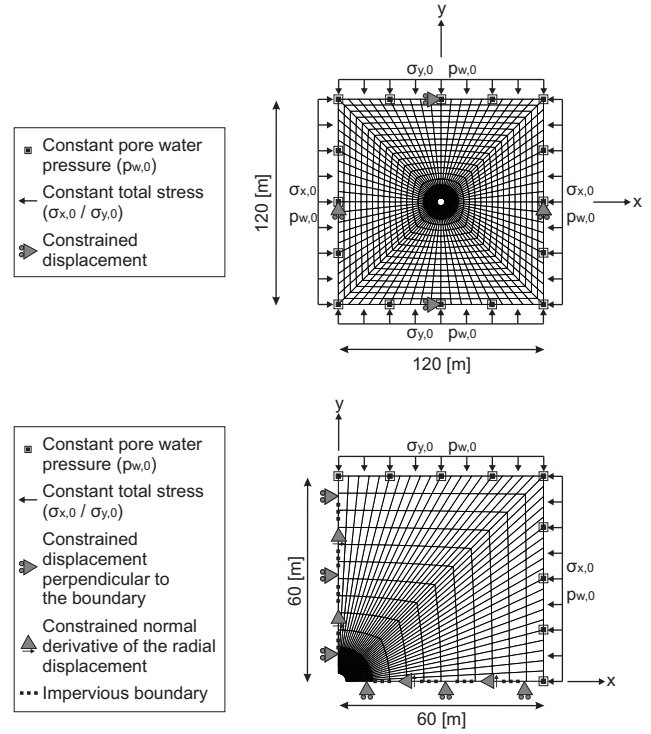 y
σy,0 pw,0
Constant pore water
pressure (pw,0)
Constant total stress
(σx,0 / σy,0)
Constrained
displacement
120 [m]
σx,0
pw,0
σx,0
pw,0
x
σy,0 pw,0
120 [m]
y
σy,0 pw,0
Constant pore water
pressure (pw,0)
Constant total stress
(σx,0 / σy,0)
Constrained
displacement
perpendicular to
the boundary
Constrained normal
derivative of the radial
displacement
Impervious boundary
60 [m]
σx,0
pw,0
x
60 [m]